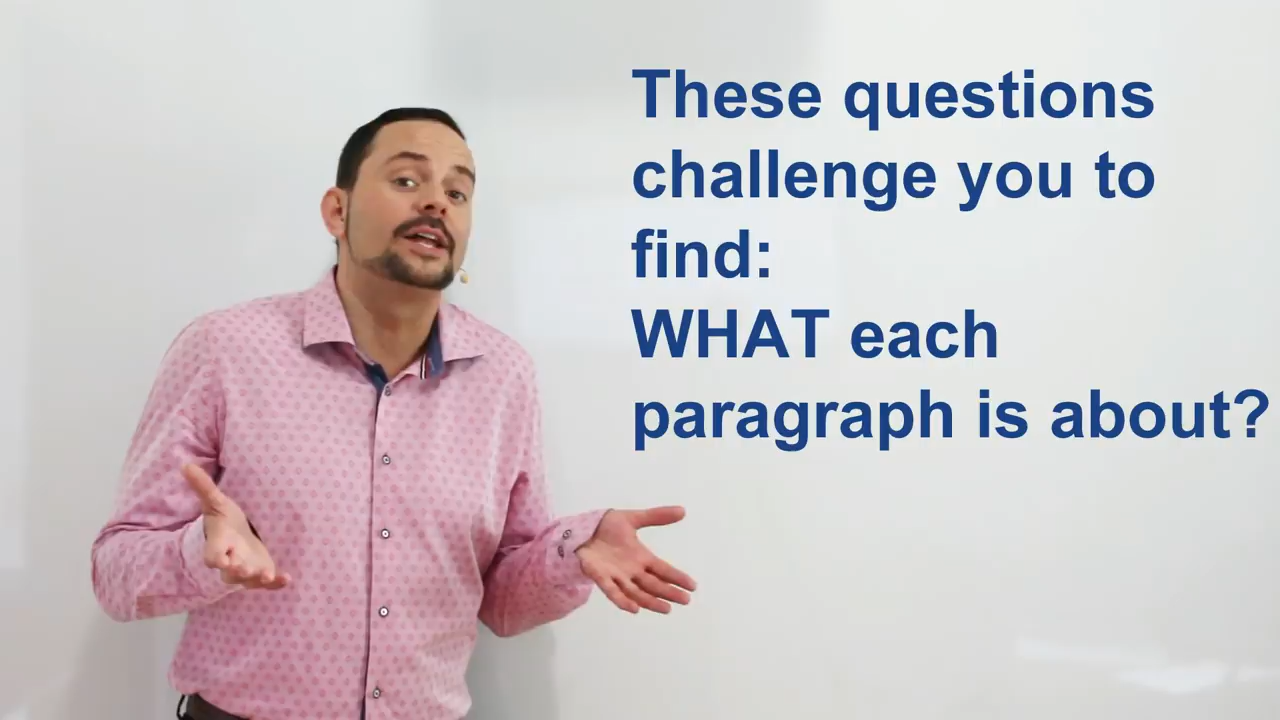 These questions
challenge you to
find:
WHAT each
paragraph is about?